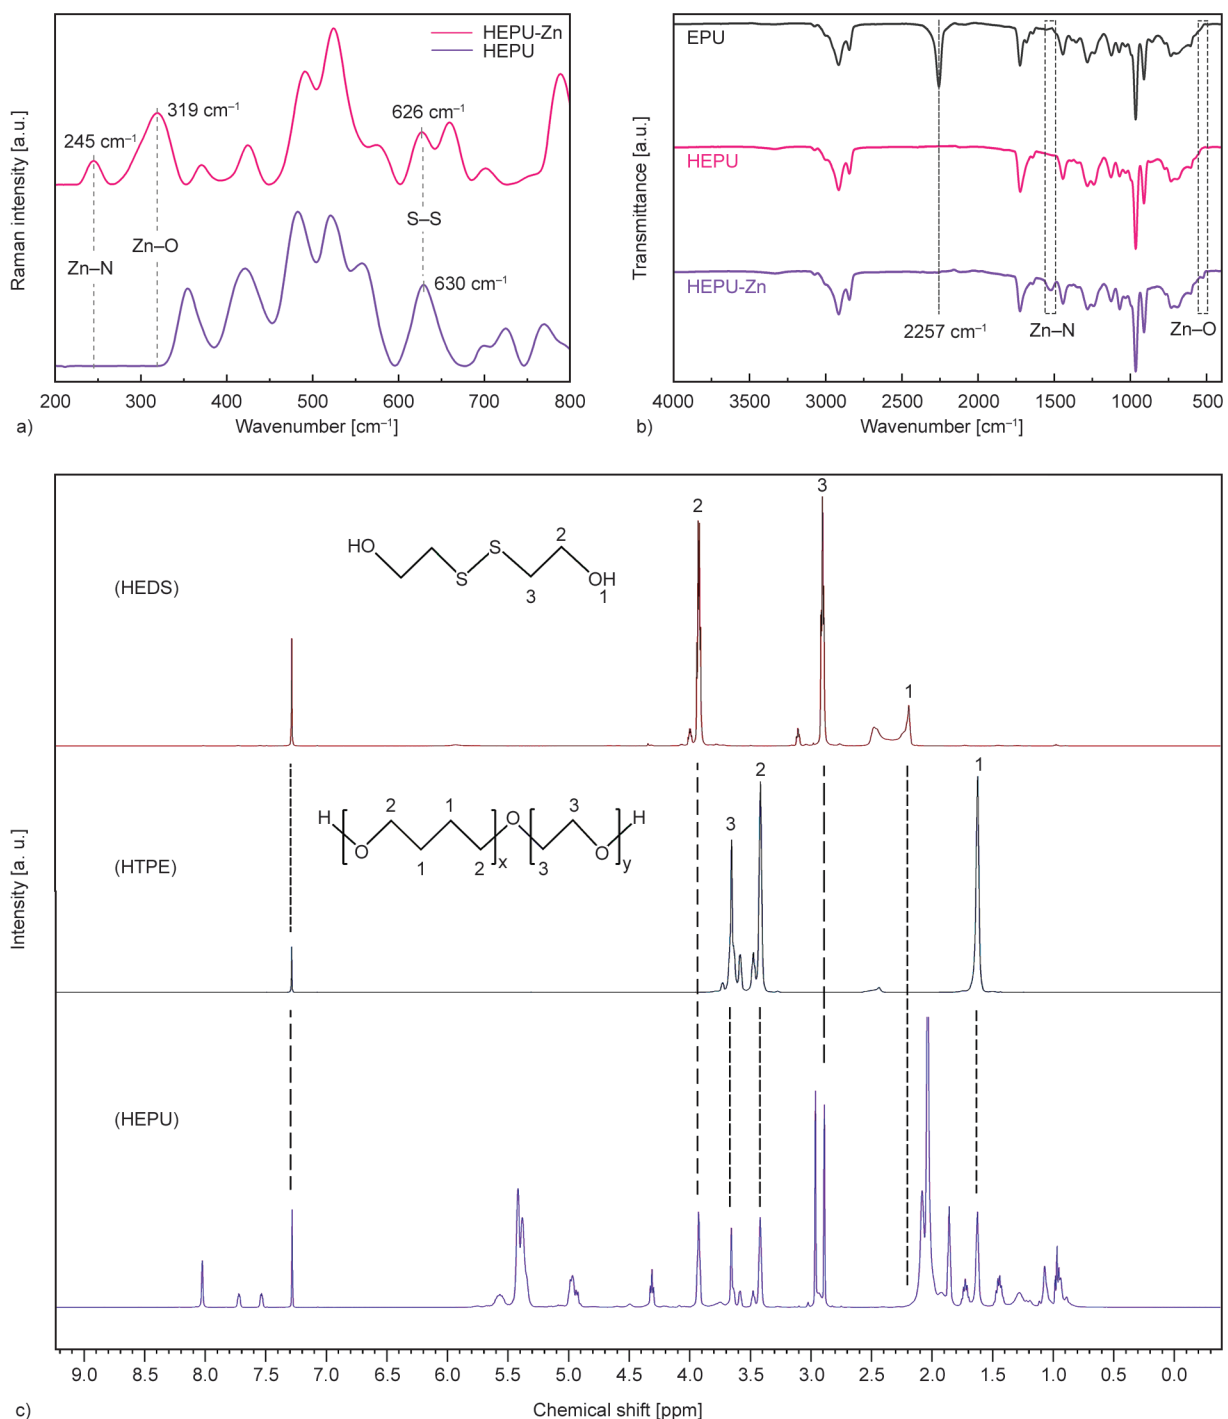 HEPU-Zn
HEPU
245 cm⁻¹
319 cm⁻¹
626 cm⁻¹
S–S
Zn–O
Zn–N
630 cm⁻¹
Raman intensity [a.u.]
200 300 400 500 600 700 800
Wavenumber [cm⁻¹]
a)
EPU
HEPU
HEPU-Zn
2257 cm⁻¹
Zn–N
Zn–O
Transmittance [a.u.]
4000 3500 3000 2500 2000 1500 1000 500
Wavenumber [cm⁻¹]
b)
3
2
2
HO
S
S
OH
3
1
(HEDS)
1
2
1
3
H
2
1
3
O
H
O
1
2
x
3
O
y
(HTPE)
(HEPU)
Intensity [a. u.]
9.0 8.5 8.0 7.5 7.0 6.5 6.0 5.5 5.0 4.5 4.0 3.5 3.0 2.5 2.0 1.5 1.0 0.5 0.0
Chemical shift [ppm]
c)